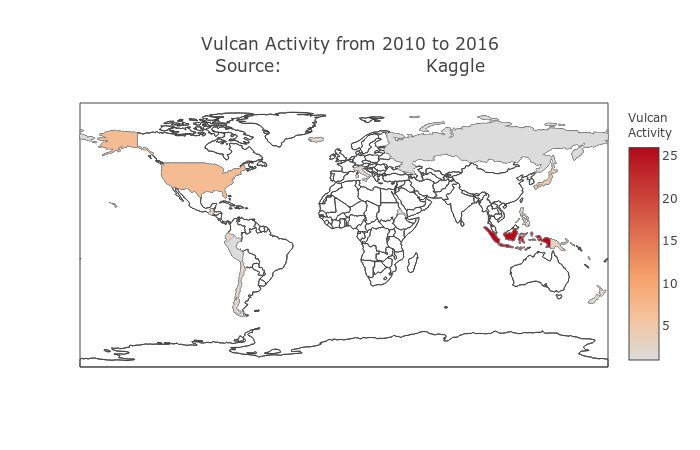 Vulcan Activity from 2010 to 2016
Source: Kaggle
Vulcan
Activity
25
20
15
10
5